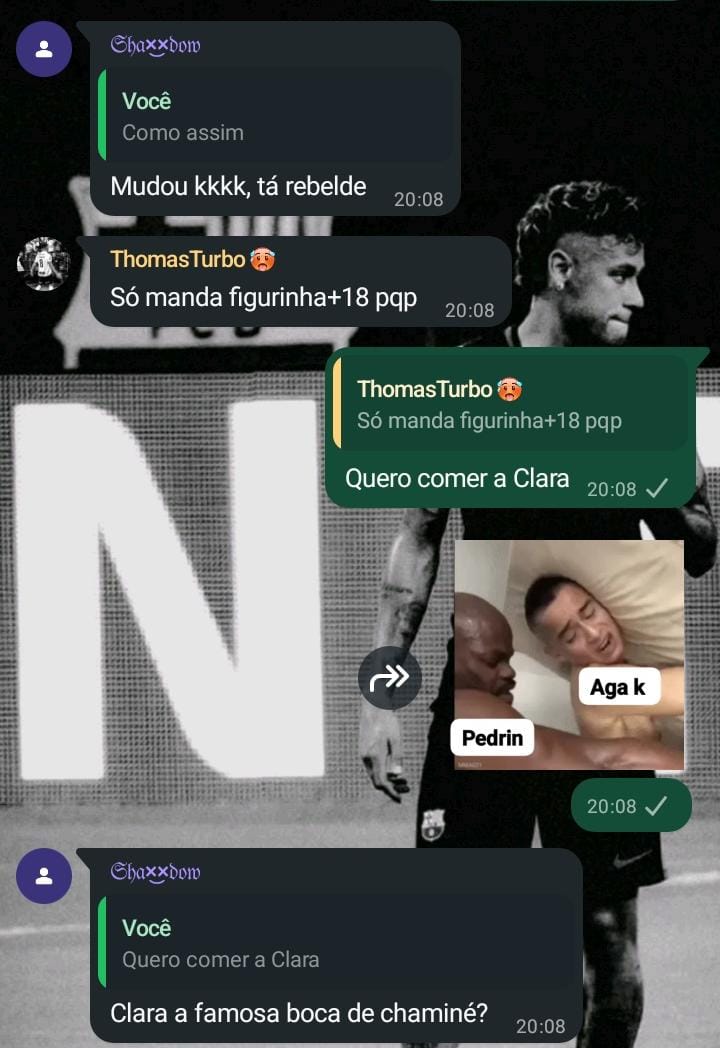 Sha××dow
Você
Como assim
Mudou kkkk, tá rebelde
20:08
ThomasTurbo🥵
Só manda figurinha+18 pqp
20:08
ThomasTurbo🥵
Só manda figurinha+18 pqp
Quero comer a Clara
20:08
Aga k
Pedrin
20:08
N
Sha××dow
Você
Quero comer a Clara
Clara a famosa boca de chaminé?
20:08